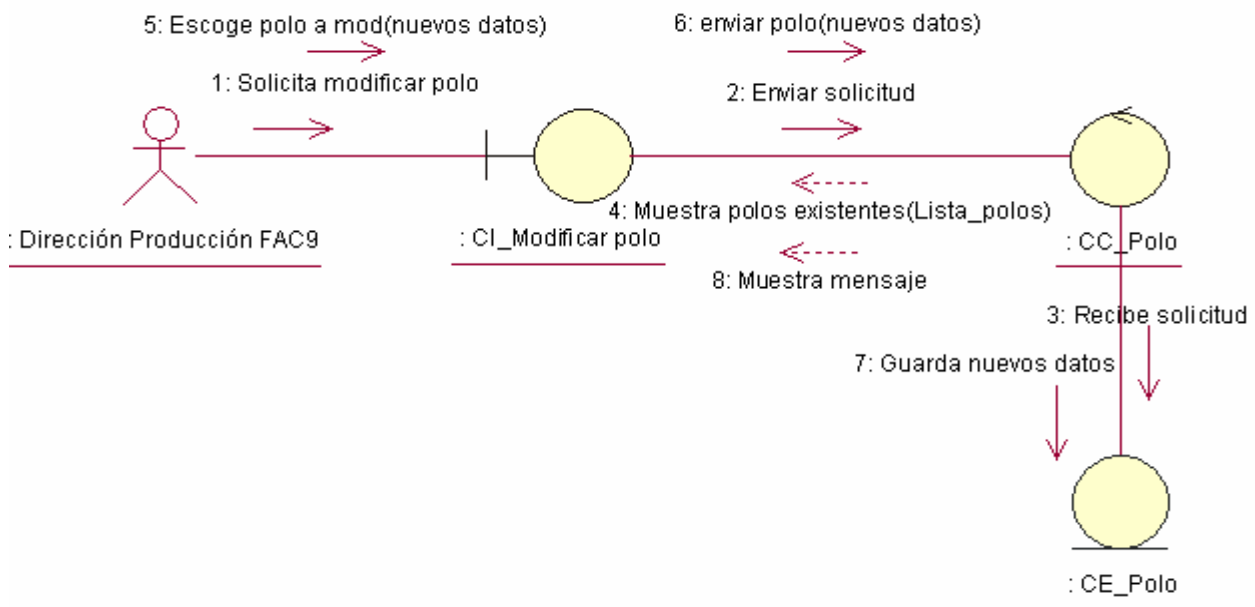 5: Escoge polo a mod(nuevos datos)
6: enviar polo(nuevos datos)
1: Solicita modificar polo
2: Enviar solicitud
4: Muestra polos existentes(Lista_polos)
: Dirección Producción FAC9
: CI_Modificar polo
: CC_Polo
8: Muestra mensaje
3: Recibe solicitud
7: Guarda nuevos datos
: CE_Polo